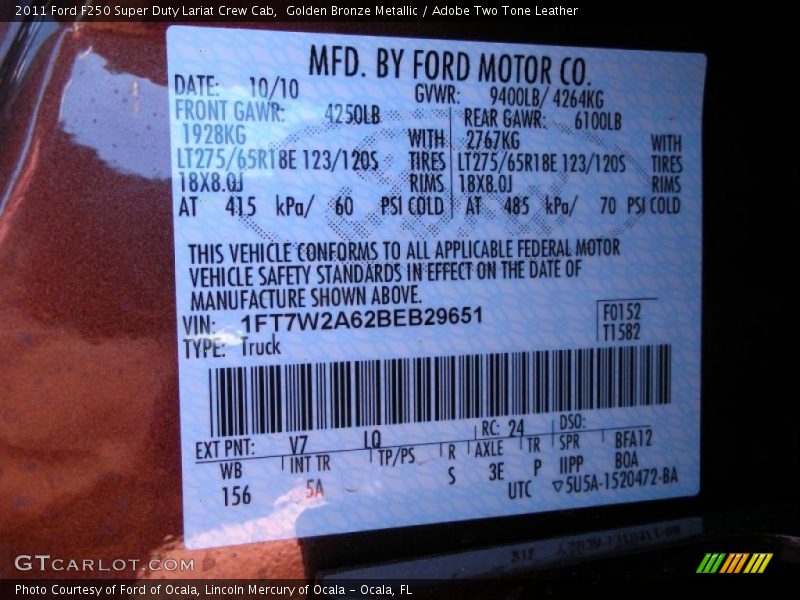 2011 Ford F250 Super Duty Lariat Crew Cab, Golden Bronze Metallic / Adobe Two Tone Leather
MFD. BY FORD MOTOR CO.
DATE: 10/10 GVWR: 9400LB/ 4264KG
FRONT GAWR: 4250LB REAR GAWR: 6100LB
1928KG WITH 2767KG WITH
LT275/65R18E 123/120S TIRES LT275/65R18E 123/120S TIRES
18X8.0J RIMS 18X8.0J RIMS
AT 415 kPa/ 60 PSI COLD AT 485 kPa/ 70 PSI COLD
THIS VEHICLE CONFORMS TO ALL APPLICABLE FEDERAL MOTOR
VEHICLE SAFETY STANDARDS IN EFFECT ON THE DATE OF
MANUFACTURE SHOWN ABOVE.
VIN: 1FT7W2A62BEB29651 F0152
TYPE: Truck T1582
EXT PNT: V7 LQ RC: 24 DSO:
WB INT TR TP/PS R AXLE TR SPR BFA12
156 5A S 3E P IIPP BOA
UTC ▽5U5A-1520472-BA
GTCARLOT.COM
Photo Courtesy of Ford of Ocala, Lincoln Mercury of Ocala - Ocala, FL